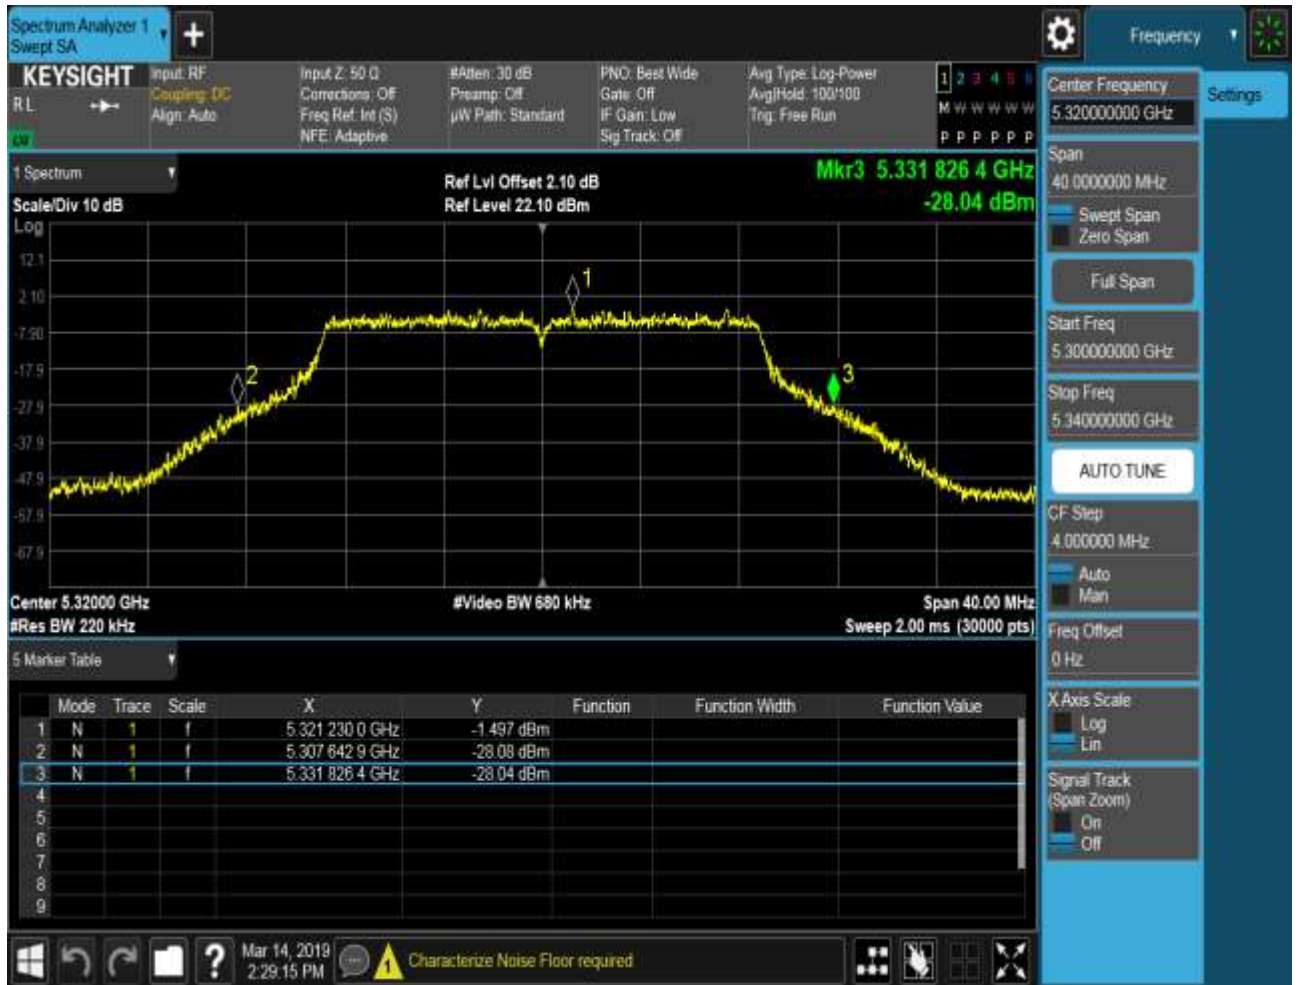 Spectrum Analyzer 1
Swept SA
Frequency
KEYSIGHT
R L
Input: RF
Coupling: DC
Align: Auto
Input Z: 50 Ω
Corrections: Off
Freq Ref: Int (S)
NFE: Adaptive
#Atten: 30 dB
Preamp: Off
µW Path: Standard
PNO: Best Wide
Gate: Off
IF Gain: Low
Sig Track: Off
Avg Type: Log-Power
Avg|Hold: 100/100
Trig: Free Run
1 2 3 4 5 6
M W W W W W
P P P P P P
1 Spectrum
Scale/Div 10 dB
Ref Lvl Offset 2.10 dB
Ref Level 22.10 dBm
Mkr3 5.331 826 4 GHz
-28.04 dBm
Log
12.1
2.10
-7.90
-17.9
-27.9
-37.9
-47.9
-57.9
-67.9
1
2
3
Center 5.32000 GHz
#Res BW 220 kHz
#Video BW 680 kHz
Span 40.00 MHz
Sweep 2.00 ms (30000 pts)
5 Marker Table
Mode Trace Scale X Y Function Function Width Function Value
1 N 1 f 5.321 230 0 GHz -1.497 dBm
2 N 1 f 5.307 642 9 GHz -28.08 dBm
3 N 1 f 5.331 826 4 GHz -28.04 dBm
4
5
6
7
8
9
Mar 14, 2019
2:29:15 PM
?
1
Characterize Noise Floor required
Center Frequency
5.320000000 GHz
Settings
Span
40.0000000 MHz
Swept Span
Zero Span
Full Span
Start Freq
5.300000000 GHz
Stop Freq
5.340000000 GHz
AUTO TUNE
CF Step
4.000000 MHz
Auto
Man
Freq Offset
0 Hz
X Axis Scale
Log
Lin
Signal Track
(Span Zoom)
On
Off